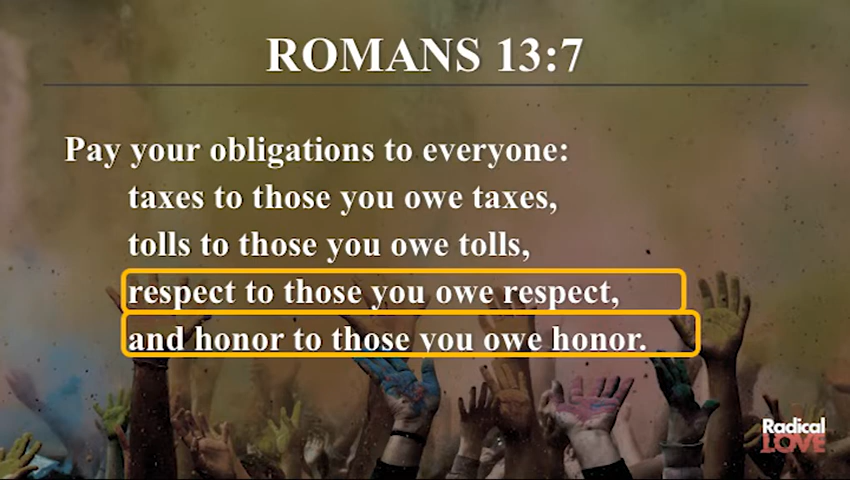 ROMANS 13:7
Pay your obligations to everyone:
taxes to those you owe taxes,
tolls to those you owe tolls,
respect to those you owe respect,
and honor to those you owe honor.
Radical
LOVE